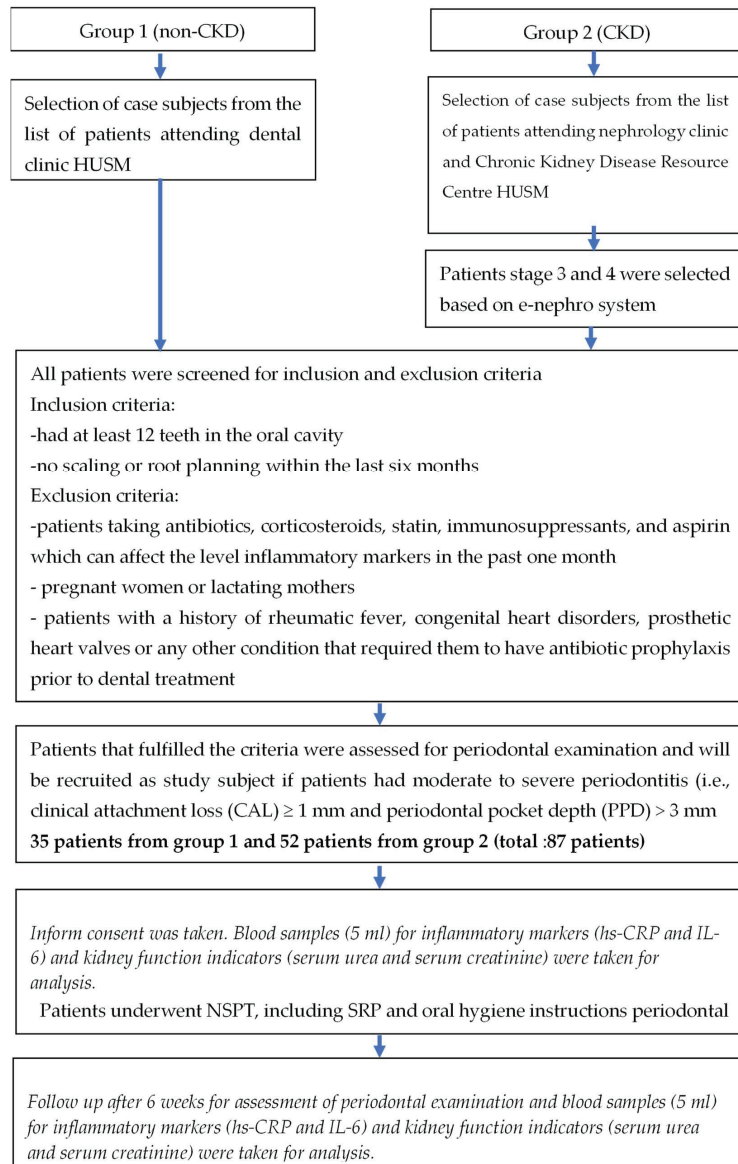 Group 1 (non-CKD)
Group 2 (CKD)
Selection of case subjects from the
list of patients attending dental
clinic HUSM
Selection of case subjects from the list
of patients attending nephrology clinic
and Chronic Kidney Disease Resource
Centre HUSM
Patients stage 3 and 4 were selected
based on e-nephro system
All patients were screened for inclusion and exclusion criteria
Inclusion criteria:
-had at least 12 teeth in the oral cavity
-no scaling or root planning within the last six months
Exclusion criteria:
-patients taking antibiotics, corticosteroids, statin, immunosuppressants, and aspirin
which can affect the level inflammatory markers in the past one month
- pregnant women or lactating mothers
- patients with a history of rheumatic fever, congenital heart disorders, prosthetic
heart valves or any other condition that required them to have antibiotic prophylaxis
prior to dental treatment
Patients that fulfilled the criteria were assessed for periodontal examination and will
be recruited as study subject if patients had moderate to severe periodontitis (i.e.,
clinical attachment loss (CAL) ≥ 1 mm and periodontal pocket depth (PPD) > 3 mm
35 patients from group 1 and 52 patients from group 2 (total :87 patients)
Inform consent was taken. Blood samples (5 ml) for inflammatory markers (hs-CRP and IL-
6) and kidney function indicators (serum urea and serum creatinine) were taken for
analysis.
Patients underwent NSPT, including SRP and oral hygiene instructions periodontal
Follow up after 6 weeks for assessment of periodontal examination and blood samples (5 ml)
for inflammatory markers (hs-CRP and IL-6) and kidney function indicators (serum urea
and serum creatinine) were taken for analysis.